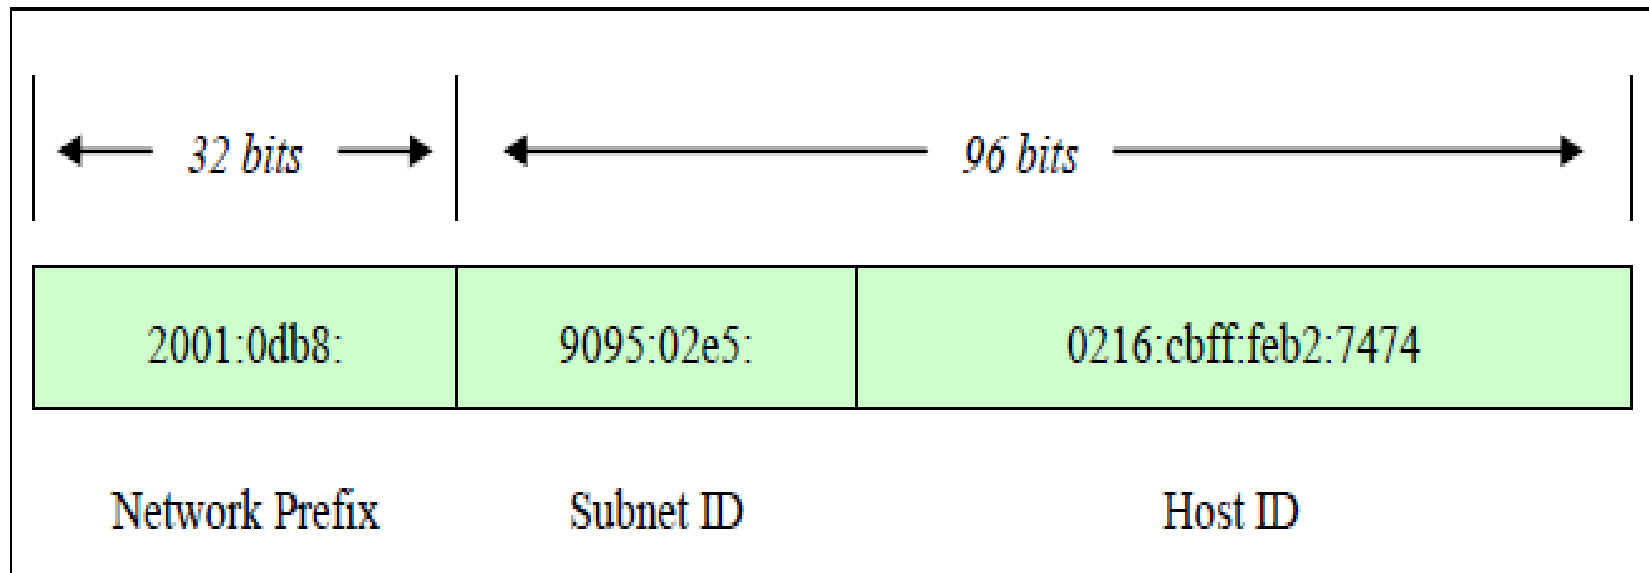 32 bits 96 bits
2001:0db8: 9095:02e5: 0216:cbff:feb2:7474
Network Prefix Subnet ID Host ID